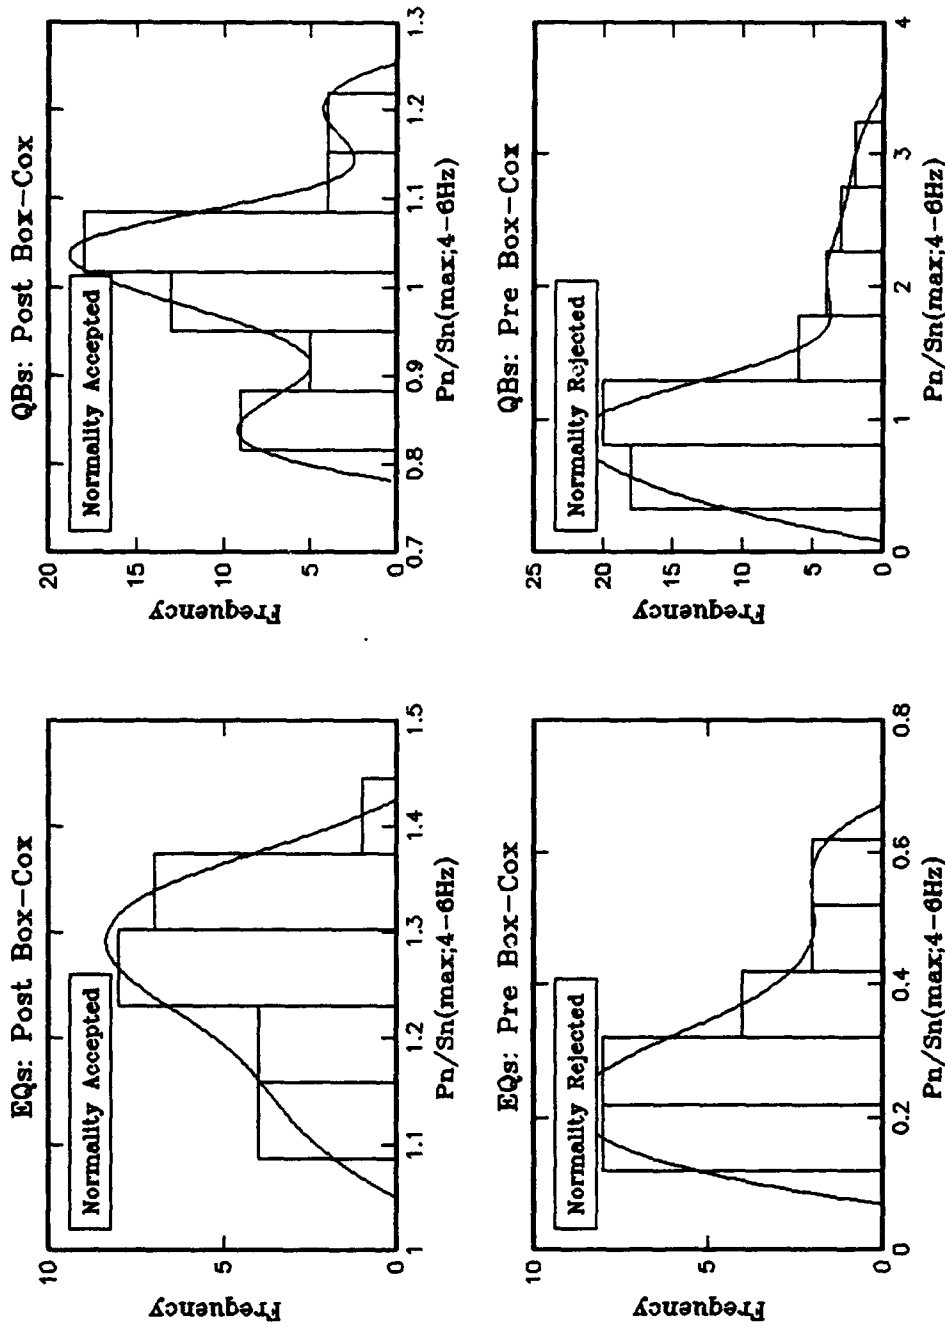 EQs: Post Box-Cox
Normality Accepted
Frequency
10
5
0
1
1.1
1.2
1.3
1.4
1.5
Pn/Sn(max;4-6Hz)
QBs: Post Box-Cox
Normality Accepted
Frequency
20
15
10
5
0
0.7
0.8
0.9
1
1.1
1.2
1.3
Pn/Sn(max;4-6Hz)
EQs: Pre Box-Cox
Normality Rejected
Frequency
10
5
0
0
0.2
0.4
0.6
0.8
Pn/Sn(max;4-6Hz)
QBs: Pre Box-Cox
Normality Rejected
Frequency
25
20
15
10
5
0
0
1
2
3
4
Pn/Sn(max;4-6Hz)